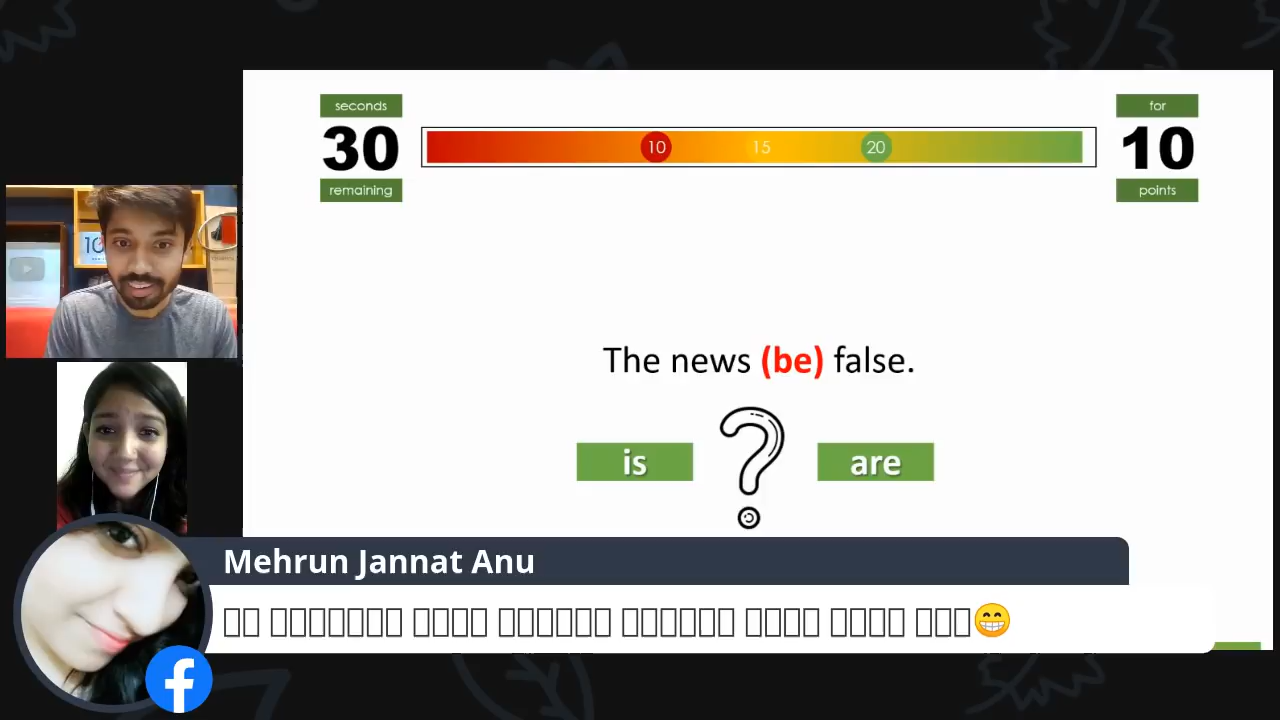 seconds
30
remaining
10
15
20
for
10
points
The news (be) false.
is
are
Mehrun Jannat Anu
😁